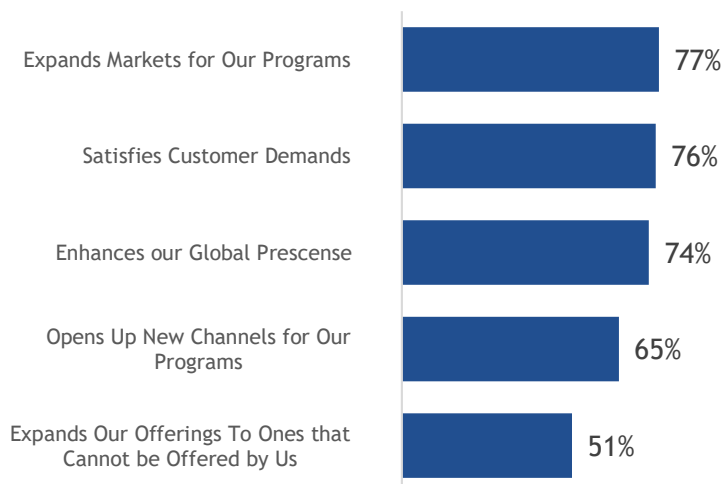 Expands Markets for Our Programs
77%
Satisfies Customer Demands
76%
Enhances our Global Prescense
74%
Opens Up New Channels for Our
Programs
65%
Expands Our Offerings To Ones that
Cannot be Offered by Us
51%